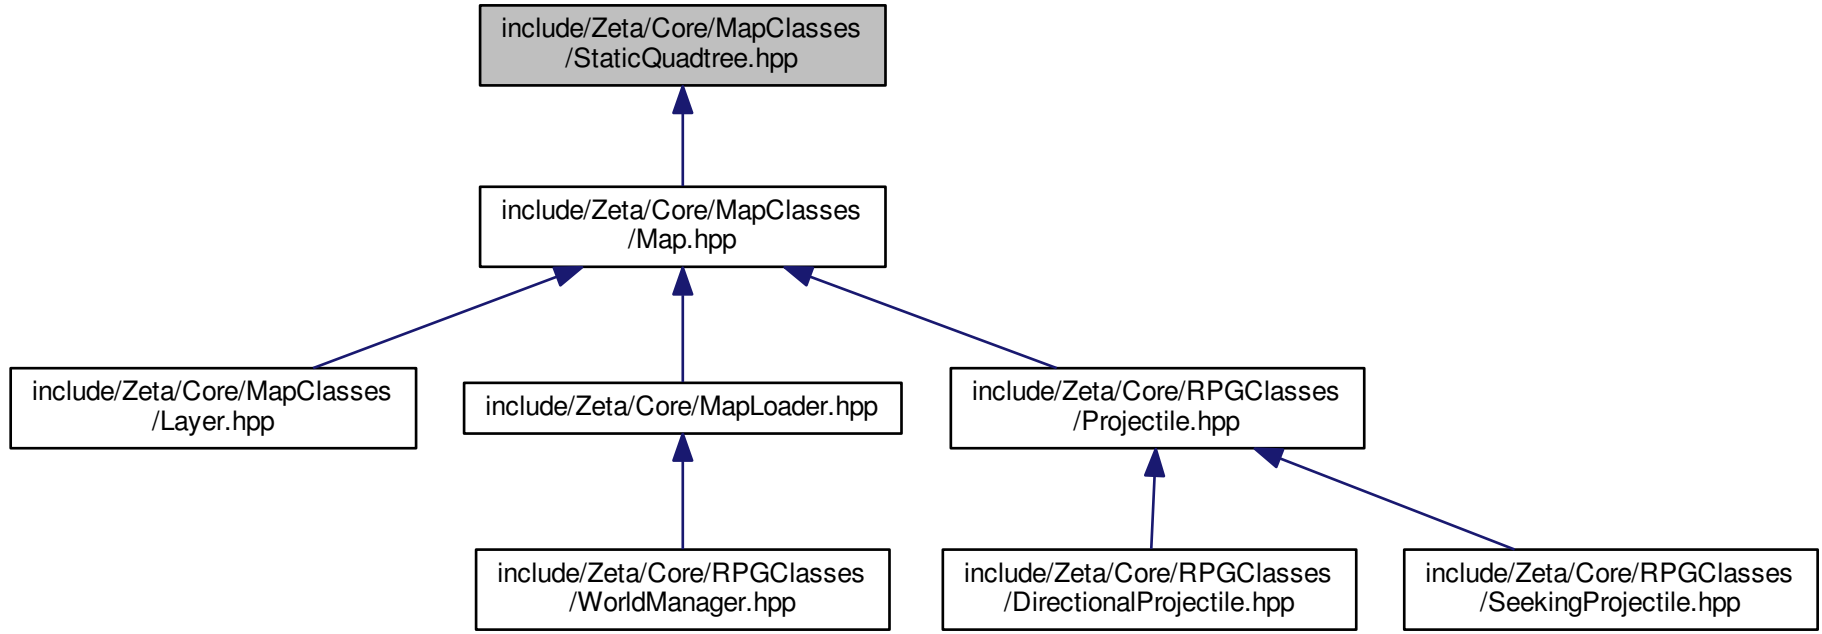 include/Zeta/Core/MapClasses
/StaticQuadtree.hpp
include/Zeta/Core/MapClasses
/Map.hpp
include/Zeta/Core/MapClasses
/Layer.hpp
include/Zeta/Core/MapLoader.hpp
include/Zeta/Core/RPGClasses
/Projectile.hpp
include/Zeta/Core/RPGClasses
/WorldManager.hpp
include/Zeta/Core/RPGClasses
/DirectionalProjectile.hpp
include/Zeta/Core/RPGClasses
/SeekingProjectile.hpp